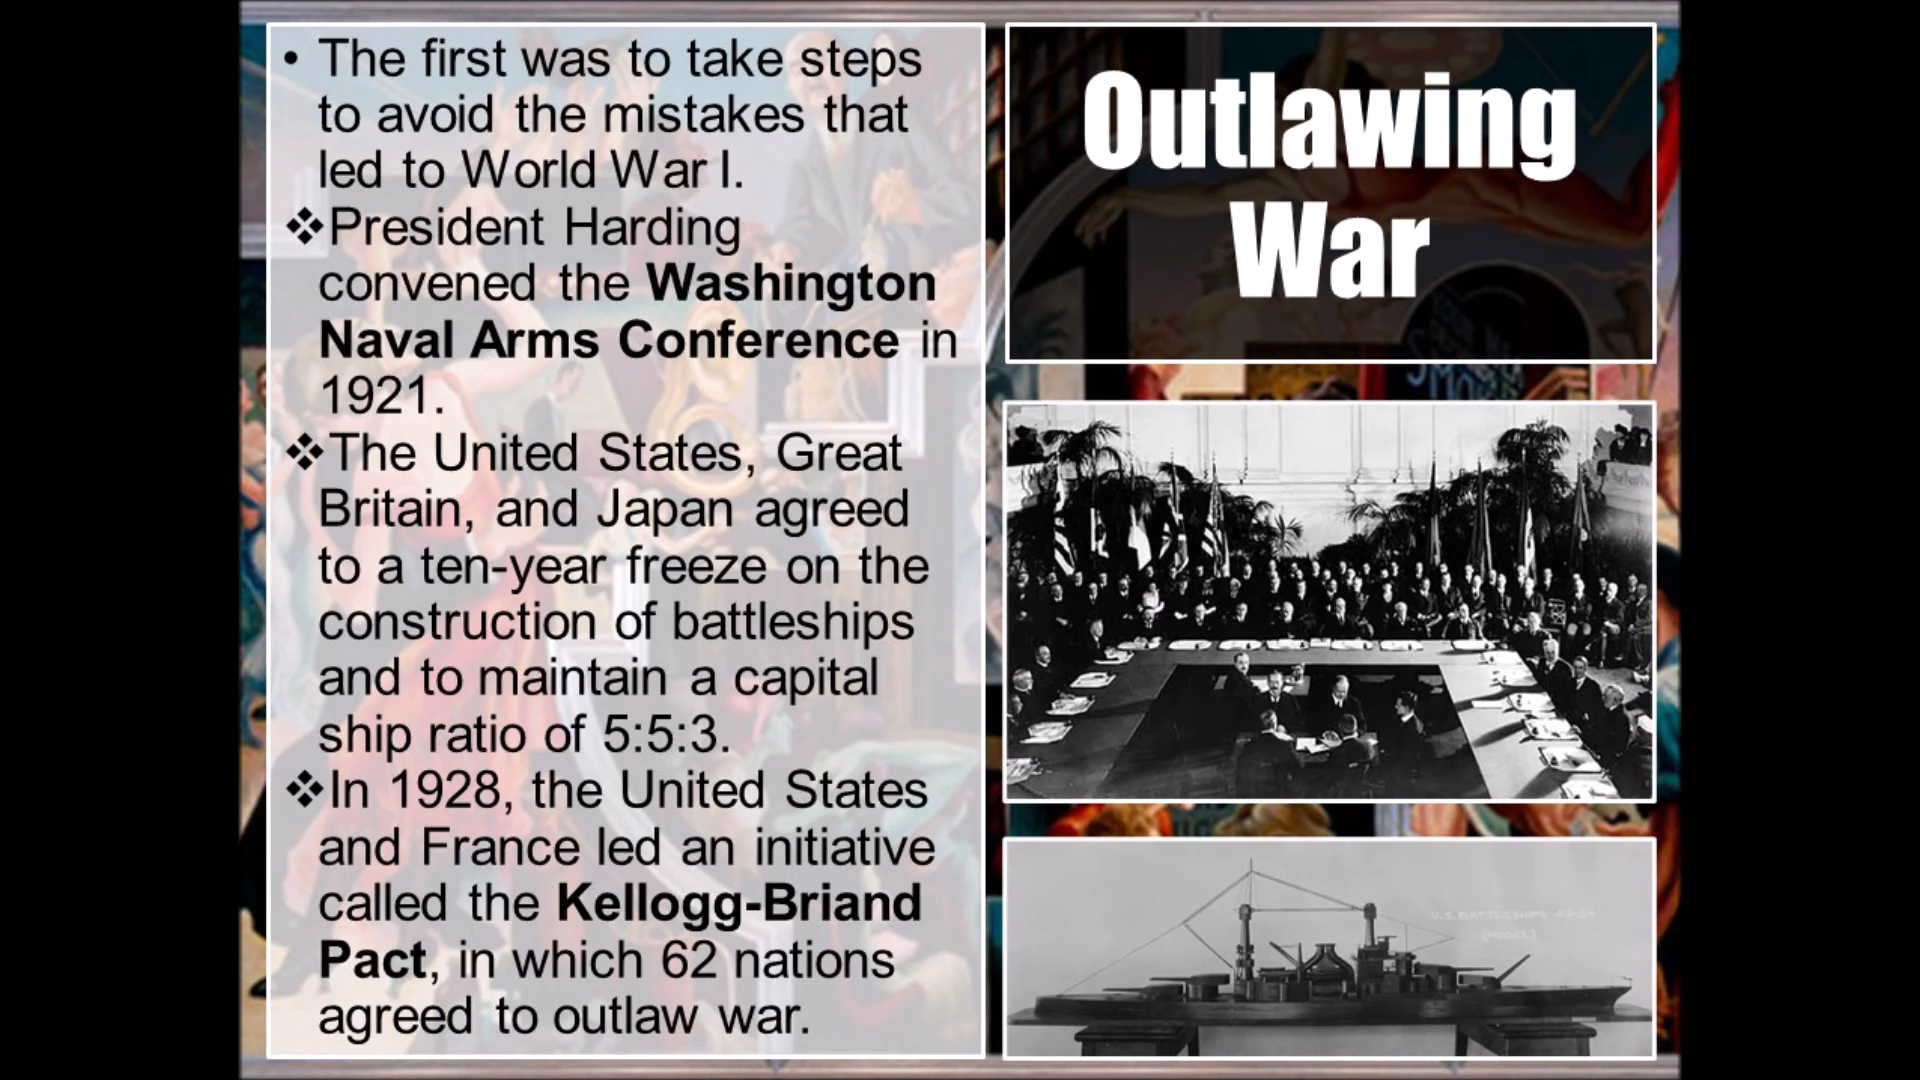 • The first was to take steps
to avoid the mistakes that
led to World War I.
❖President Harding
convened the Washington
Naval Arms Conference in
1921.
❖The United States, Great
Britain, and Japan agreed
to a ten-year freeze on the
construction of battleships
and to maintain a capital
ship ratio of 5:5:3.
❖In 1928, the United States
and France led an initiative
called the Kellogg-Briand
Pact, in which 62 nations
agreed to outlaw war.
Outlawing
War
U.S. BATTLESHIPS 49-54